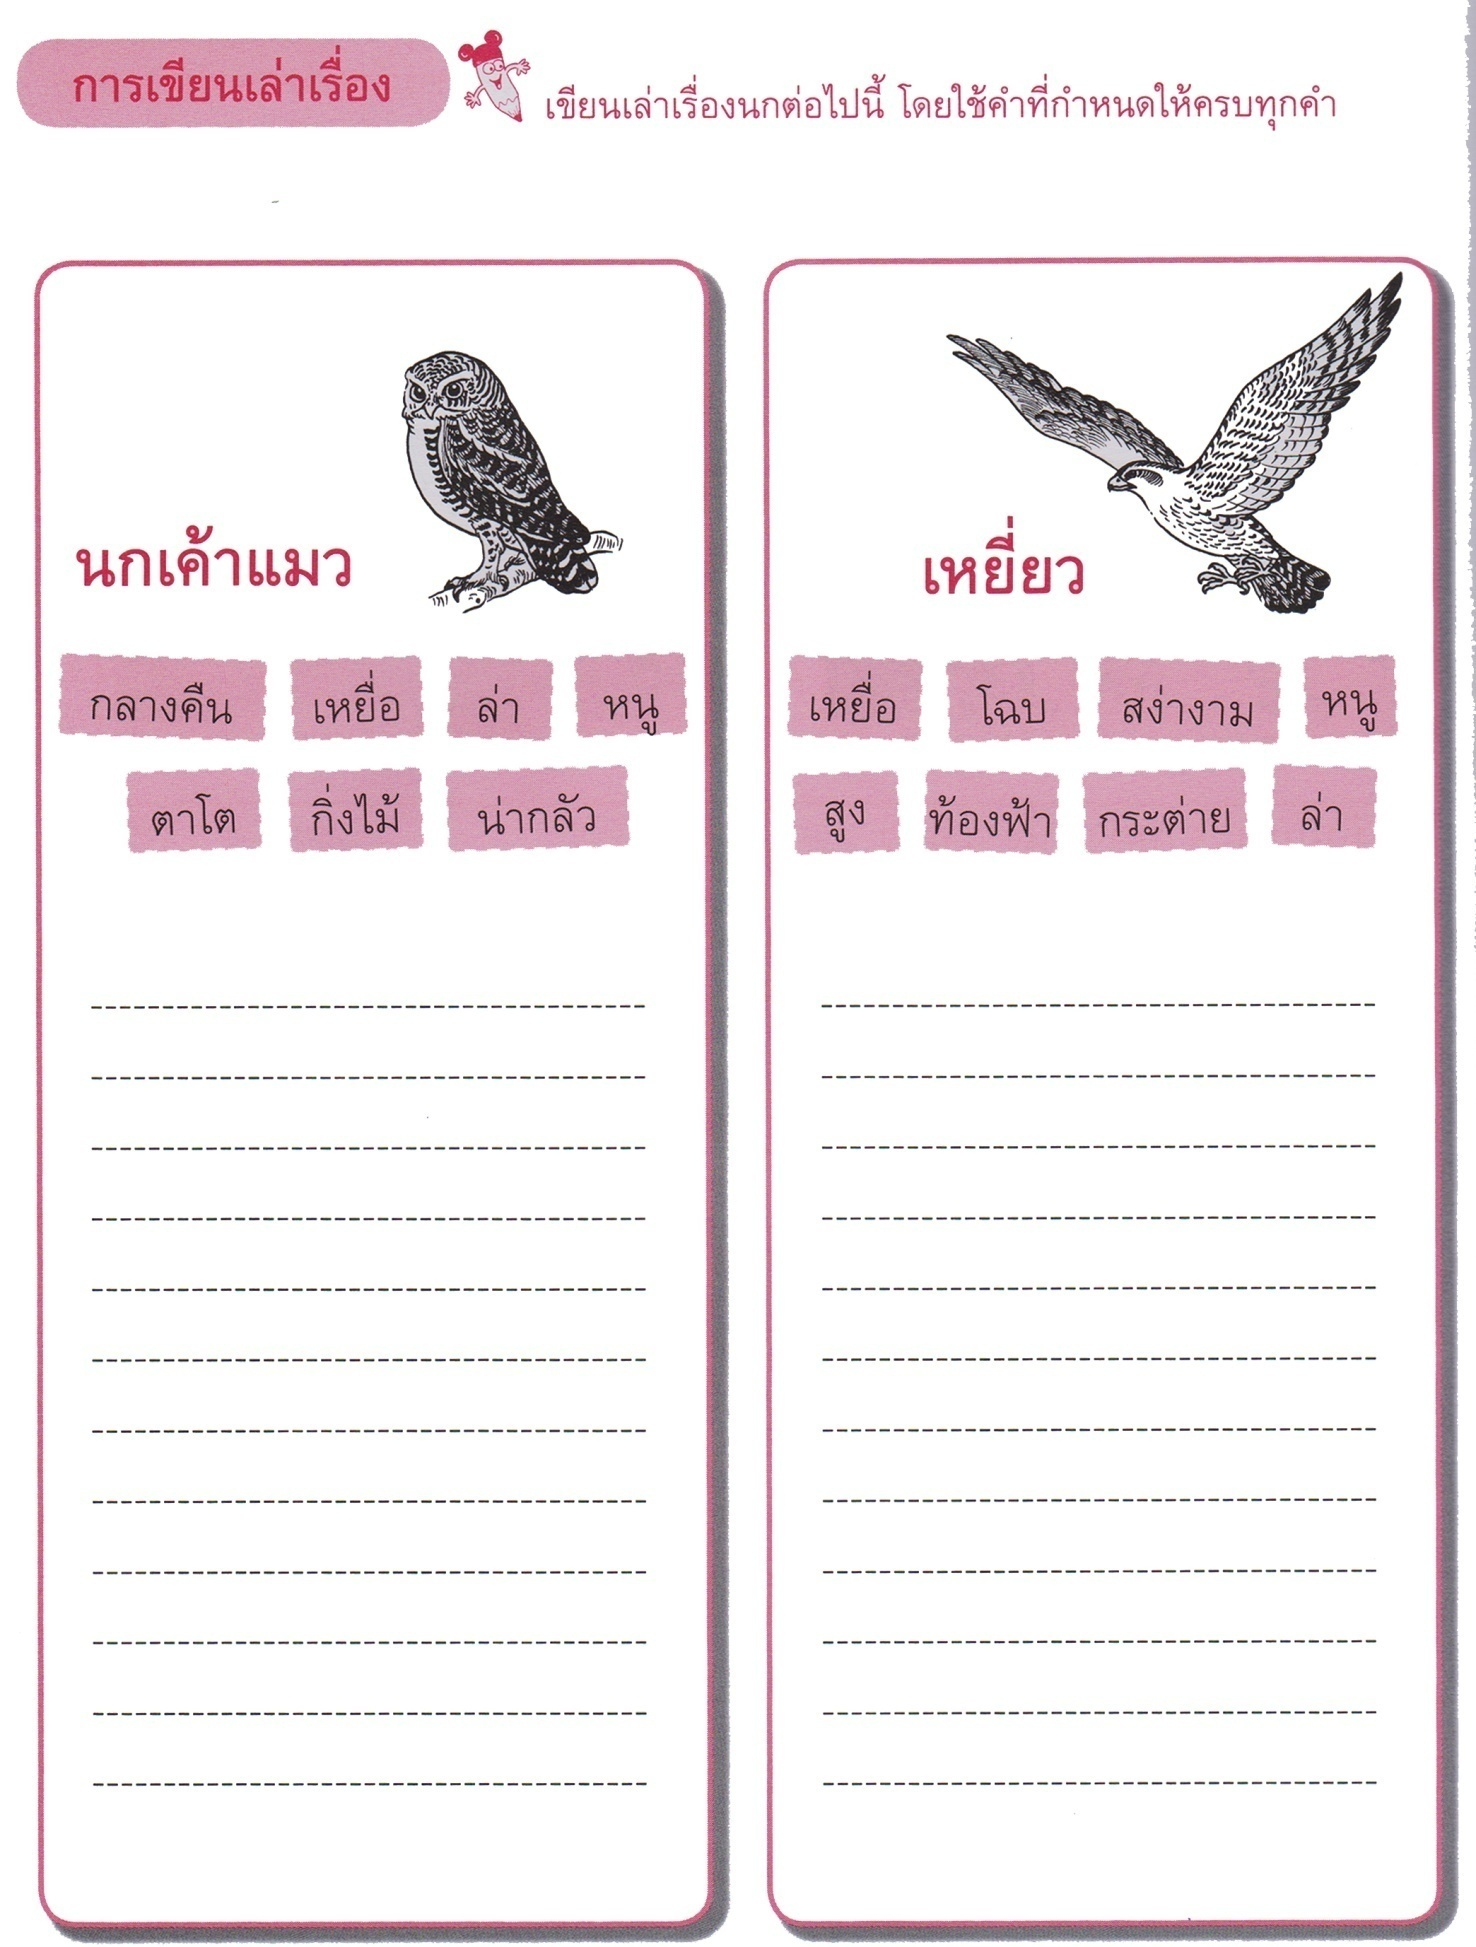 การเขียนเล่าเรื่อง
เขียนเล่าเรื่องนกต่อไปนี้ โดยใช้คำที่กำหนดให้ครบทุกคำ
นกเค้าแมว
กลางคืน เหยื่อ ล่า หนู
ตาโต กิ่งไม้ น่ากลัว
เหยี่ยว
เหยื่อ โฉบ สง่างาม หนู
สูง ท้องฟ้า กระต่าย ล่า